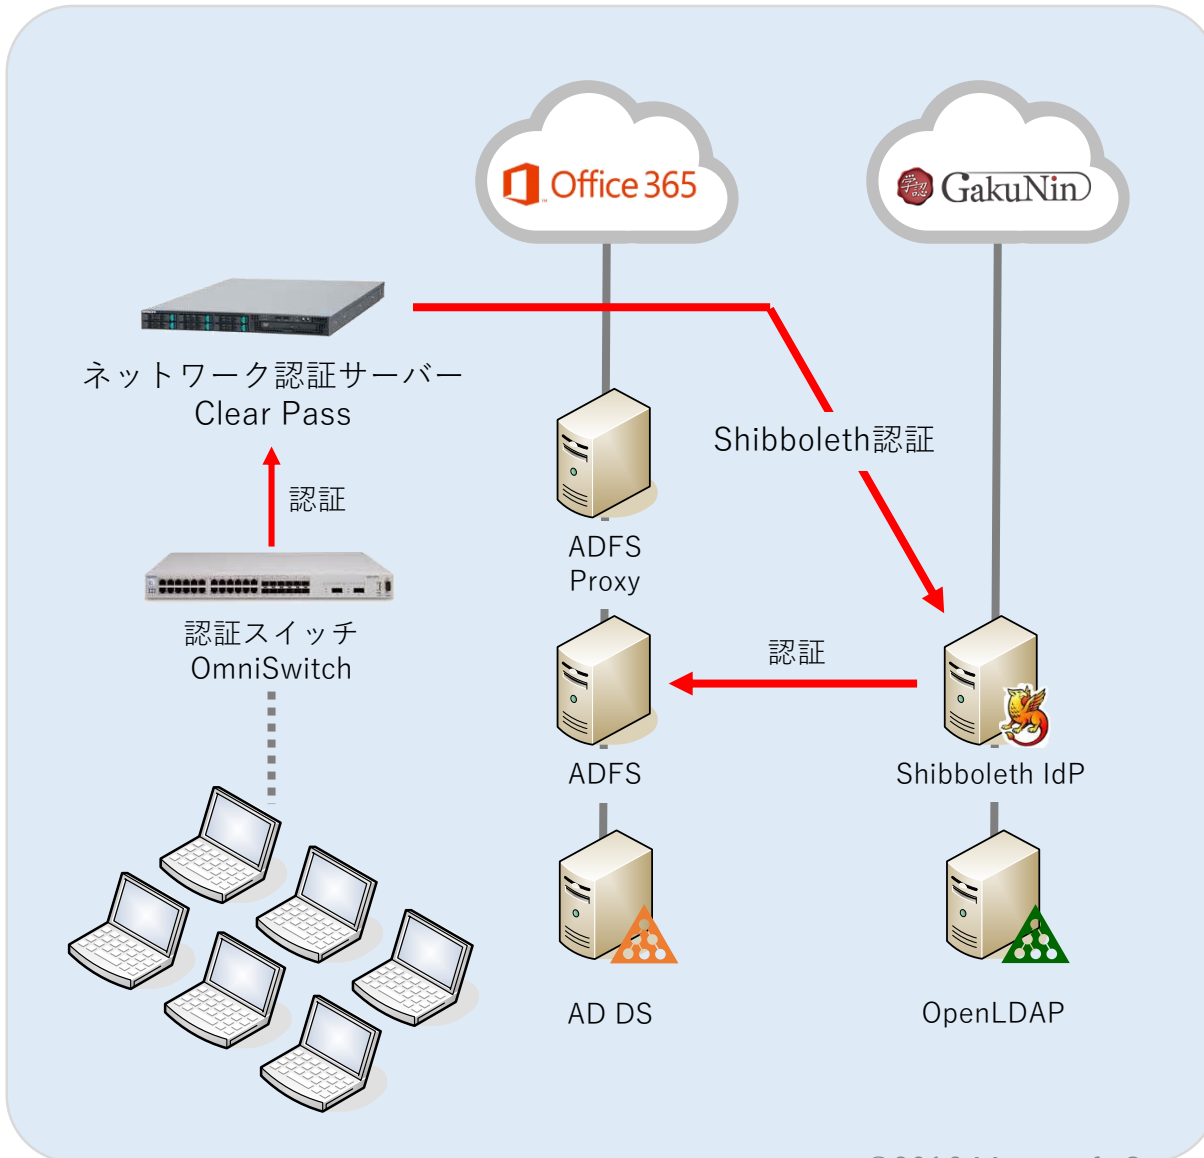 Office 365
学認 GakuNin
ネットワーク認証サーバー
Clear Pass
Shibboleth認証
認証
ADFS
Proxy
認証スイッチ
OmniSwitch
認証
ADFS
Shibboleth IdP
AD DS
OpenLDAP